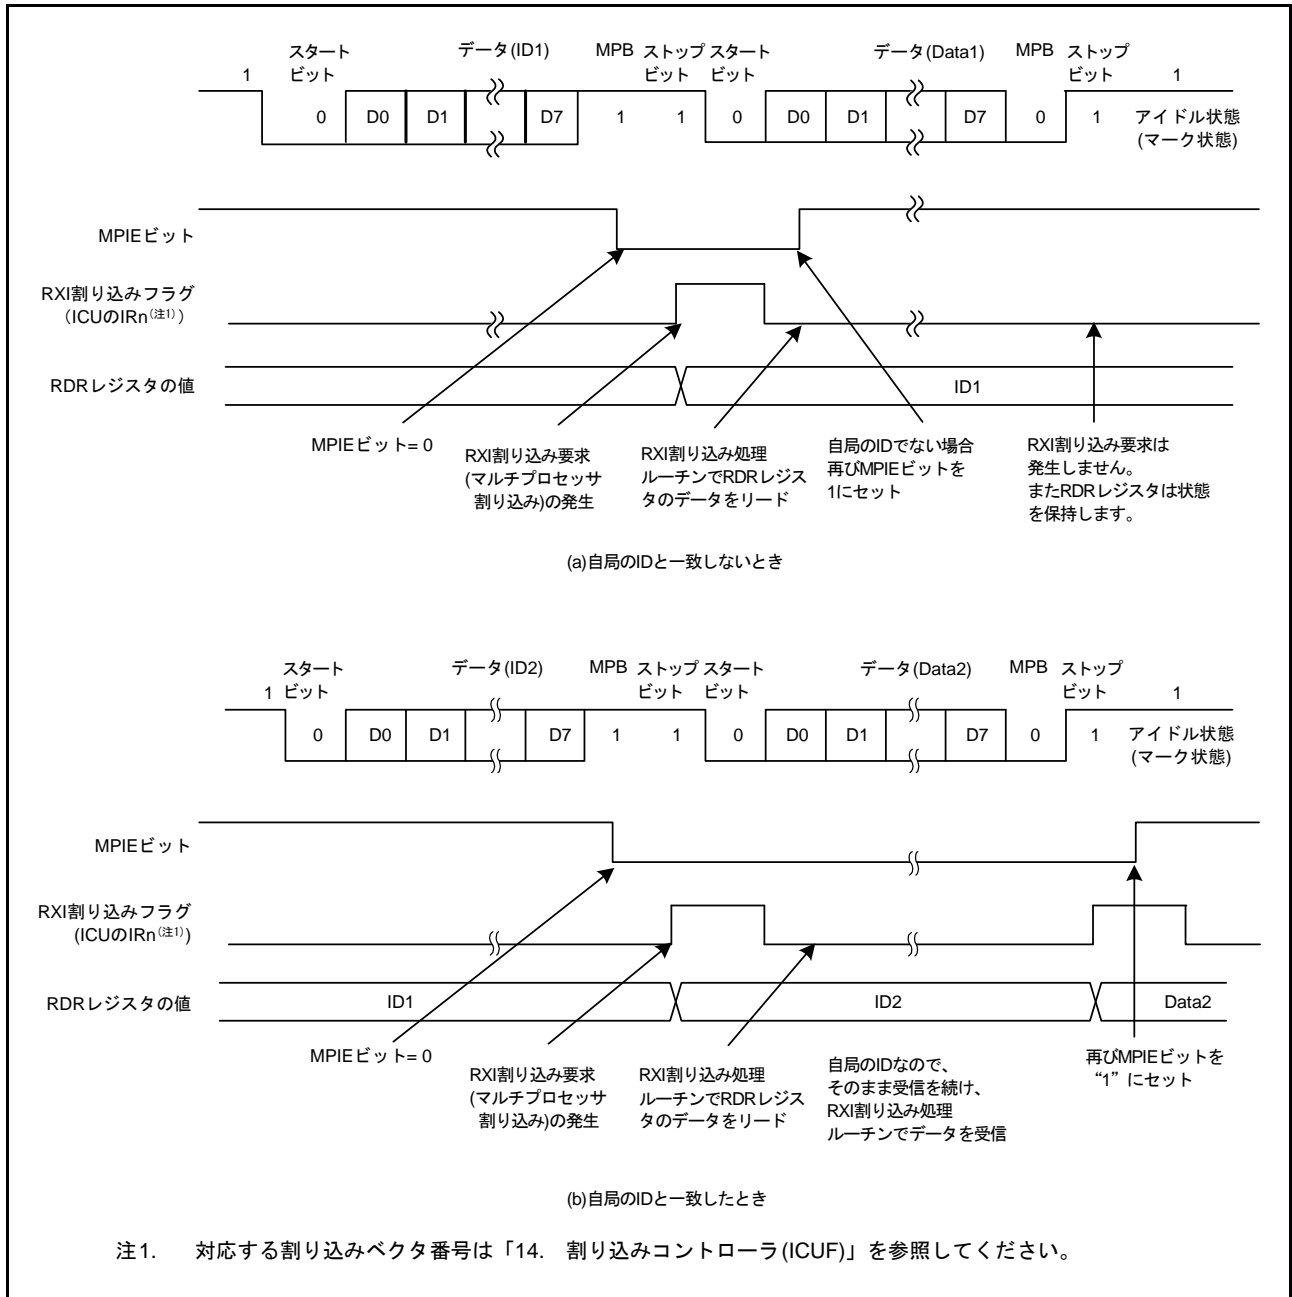 スタート データ(ID1) MPB ストップ スタート データ(Data1) MPB ストップ
1 ビット ビット ビット ビット 1
0 D0 D1 D7 1 1 0 D0 D1 D7 0 1 アイドル状態
(マーク状態)
MPIEビット
RXI割り込みフラグ
(ICUのIRn(注1))
RDRレジスタの値
ID1
MPIEビット= 0
RXI割り込み要求
(マルチプロセッサ
割り込み)の発生
RXI割り込み処理
ルーチンでRDRレジス
タのデータをリード
自局のIDでない場合
再びMPIEビットを
1にセット
RXI割り込み要求は
発生しません。
またRDRレジスタは状態
を保持します。
(a)自局のIDと一致しないとき
スタート データ(ID2) MPB ストップ スタート データ(Data2) MPB ストップ
1 ビット ビット ビット ビット 1
0 D0 D1 D7 1 1 0 D0 D1 D7 0 1 アイドル状態
(マーク状態)
MPIEビット
RXI割り込みフラグ
(ICUのIRn(注1))
RDRレジスタの値
ID1 ID2 Data2
MPIEビット= 0
RXI割り込み要求
(マルチプロセッサ
割り込み)の発生
RXI割り込み処理
ルーチンでRDRレジス
タのデータをリード
自局のIDなので、
そのまま受信を続け、
RXI割り込み処理
ルーチンでデータを受信
再びMPIEビットを
“1”にセット
(b)自局のIDと一致したとき
注1. 対応する割り込みベクタ番号は「14. 割り込みコントローラ(ICUF)」を参照してください。